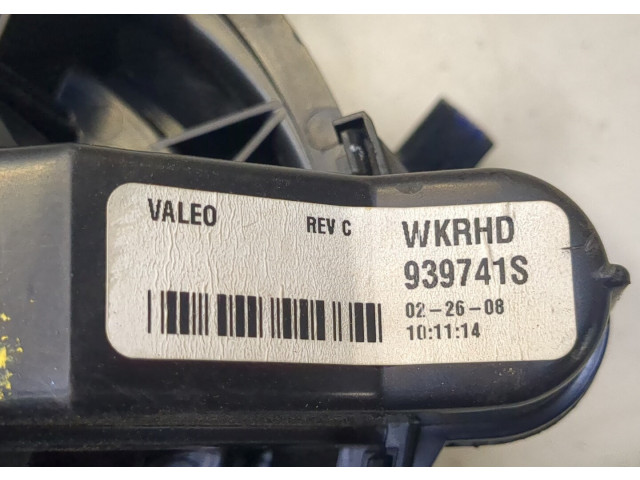 VALEO REV C WKRHD
939741S
02-26-08
10:11:14